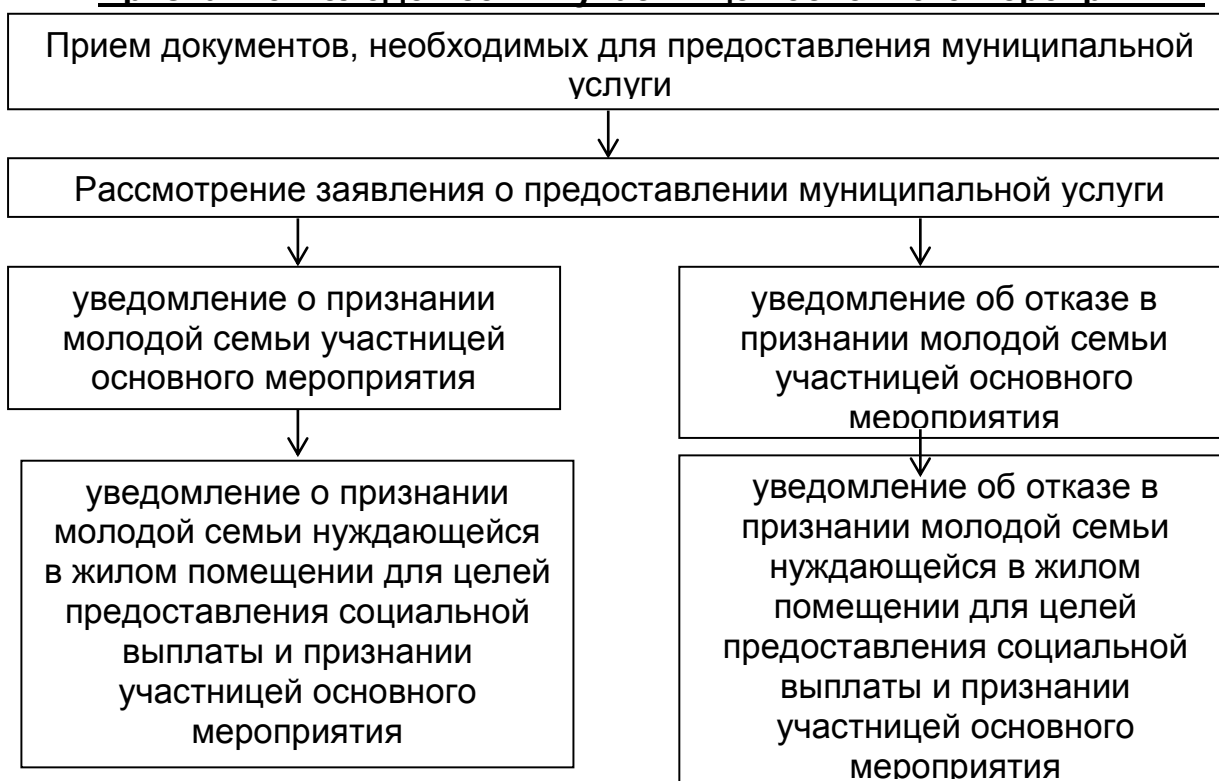 Прием документов, необходимых для предоставления муниципальной
услуги
Рассмотрение заявления о предоставлении муниципальной услуги
уведомление о признании
молодой семьи участницей
основного мероприятия
уведомление об отказе в
признании молодой семьи
участницей основного
мероприятия
уведомление о признании
молодой семьи нуждающейся
в жилом помещении для целей
предоставления социальной
выплаты и признании
участницей основного
мероприятия
уведомление об отказе в
признании молодой семьи
нуждающейся в жилом
помещении для целей
предоставления социальной
выплаты и признании
участницей основного
мероприятия